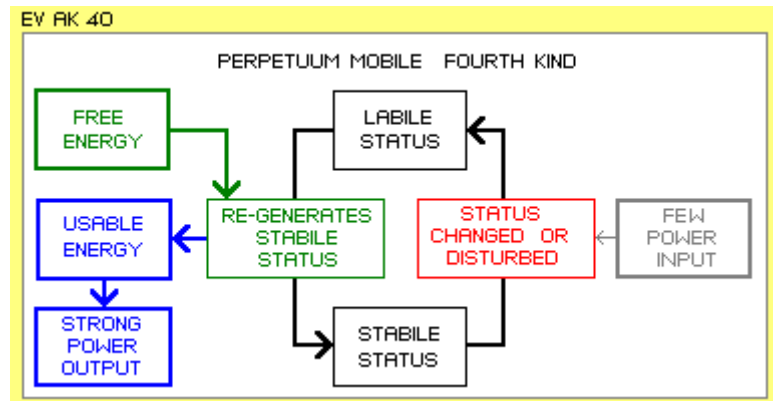 EV AK 40
PERPETUUM MOBILE FOURTH KIND
FREE
ENERGY
LABILE
STATUS
USABLE
ENERGY
RE-GENERATES
STABILE
STATUS
STATUS
CHANGED OR
DISTURBED
FEW
POWER
INPUT
STRONG
POWER
OUTPUT
STABILE
STATUS